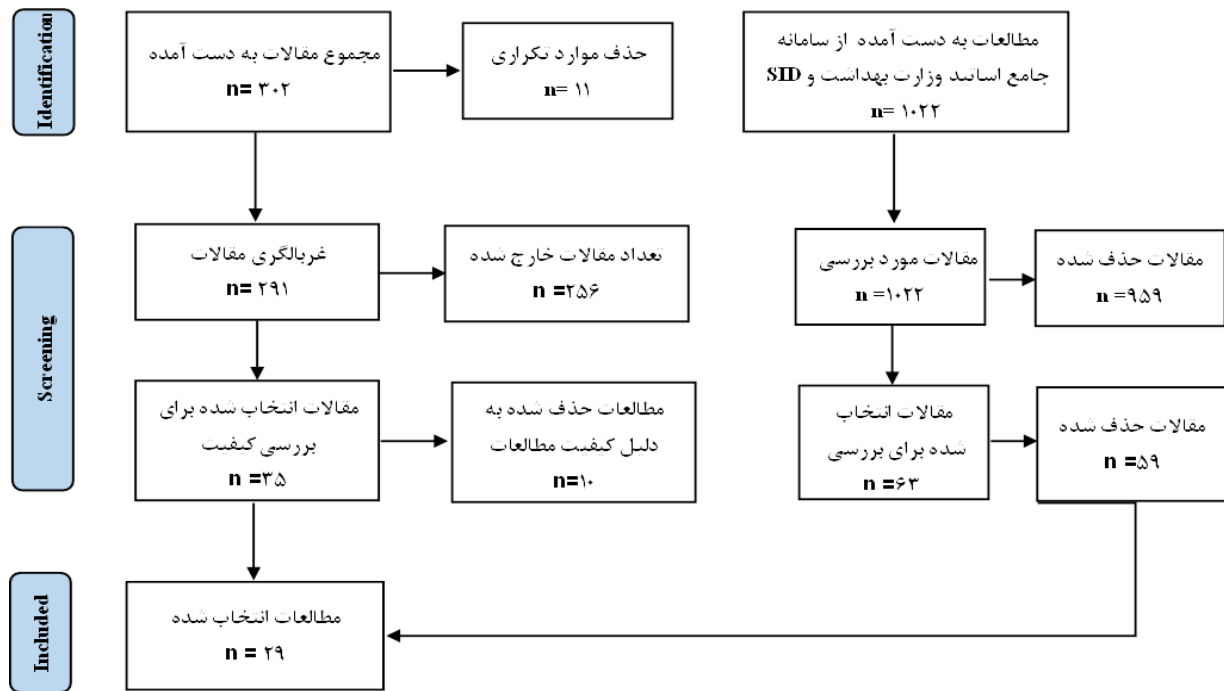 Identification
مجموع مقالات به دست آمده
n= ۳۰۲
حذف موارد تکراری
n= ۱۱
مطالعات به دست آمده از سامانه
جامع اساتید وزارت بهداشت و SID
n= ۱۰۲۲
Screening
غربالگری مقالات
n= ۲۹۱
تعداد مقالات خارج شده
n =۲۵۶
مقالات مورد بررسی
n =۱۰۲۲
مقالات حذف شده
n =۹۵۹
مقالات انتخاب شده برای
بررسی کیفیت
n =۳۵
مطالعات حذف شده به
دلیل کیفیت مطالعات
n=۱۰
مقالات انتخاب
شده برای بررسی
n =۶۳
مقالات حذف شده
n =۵۹
Included
مطالعات انتخاب شده
n = ۲۹